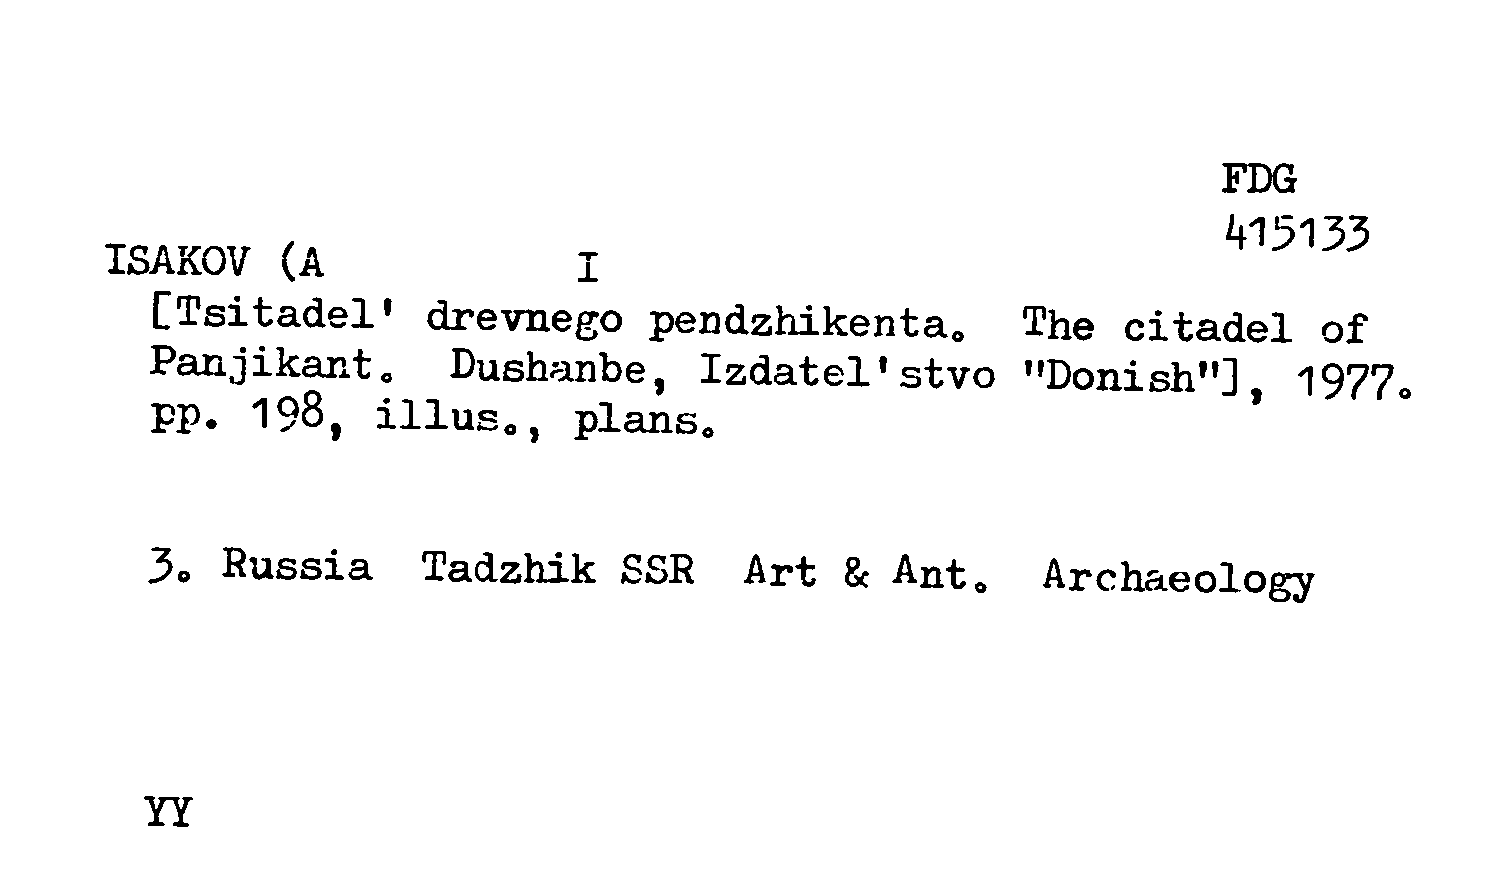 FDG
415133
ISAKOV (A I
[Tsitadel' drevnego pendzhikenta. The citadel of
Panjikant. Dushanbe, Izdatel'stvo "Donish"], 1977.
pp. 198, illus., plans.
3. Russia Tadzhik SSR Art & Ant. Archaeology
YY